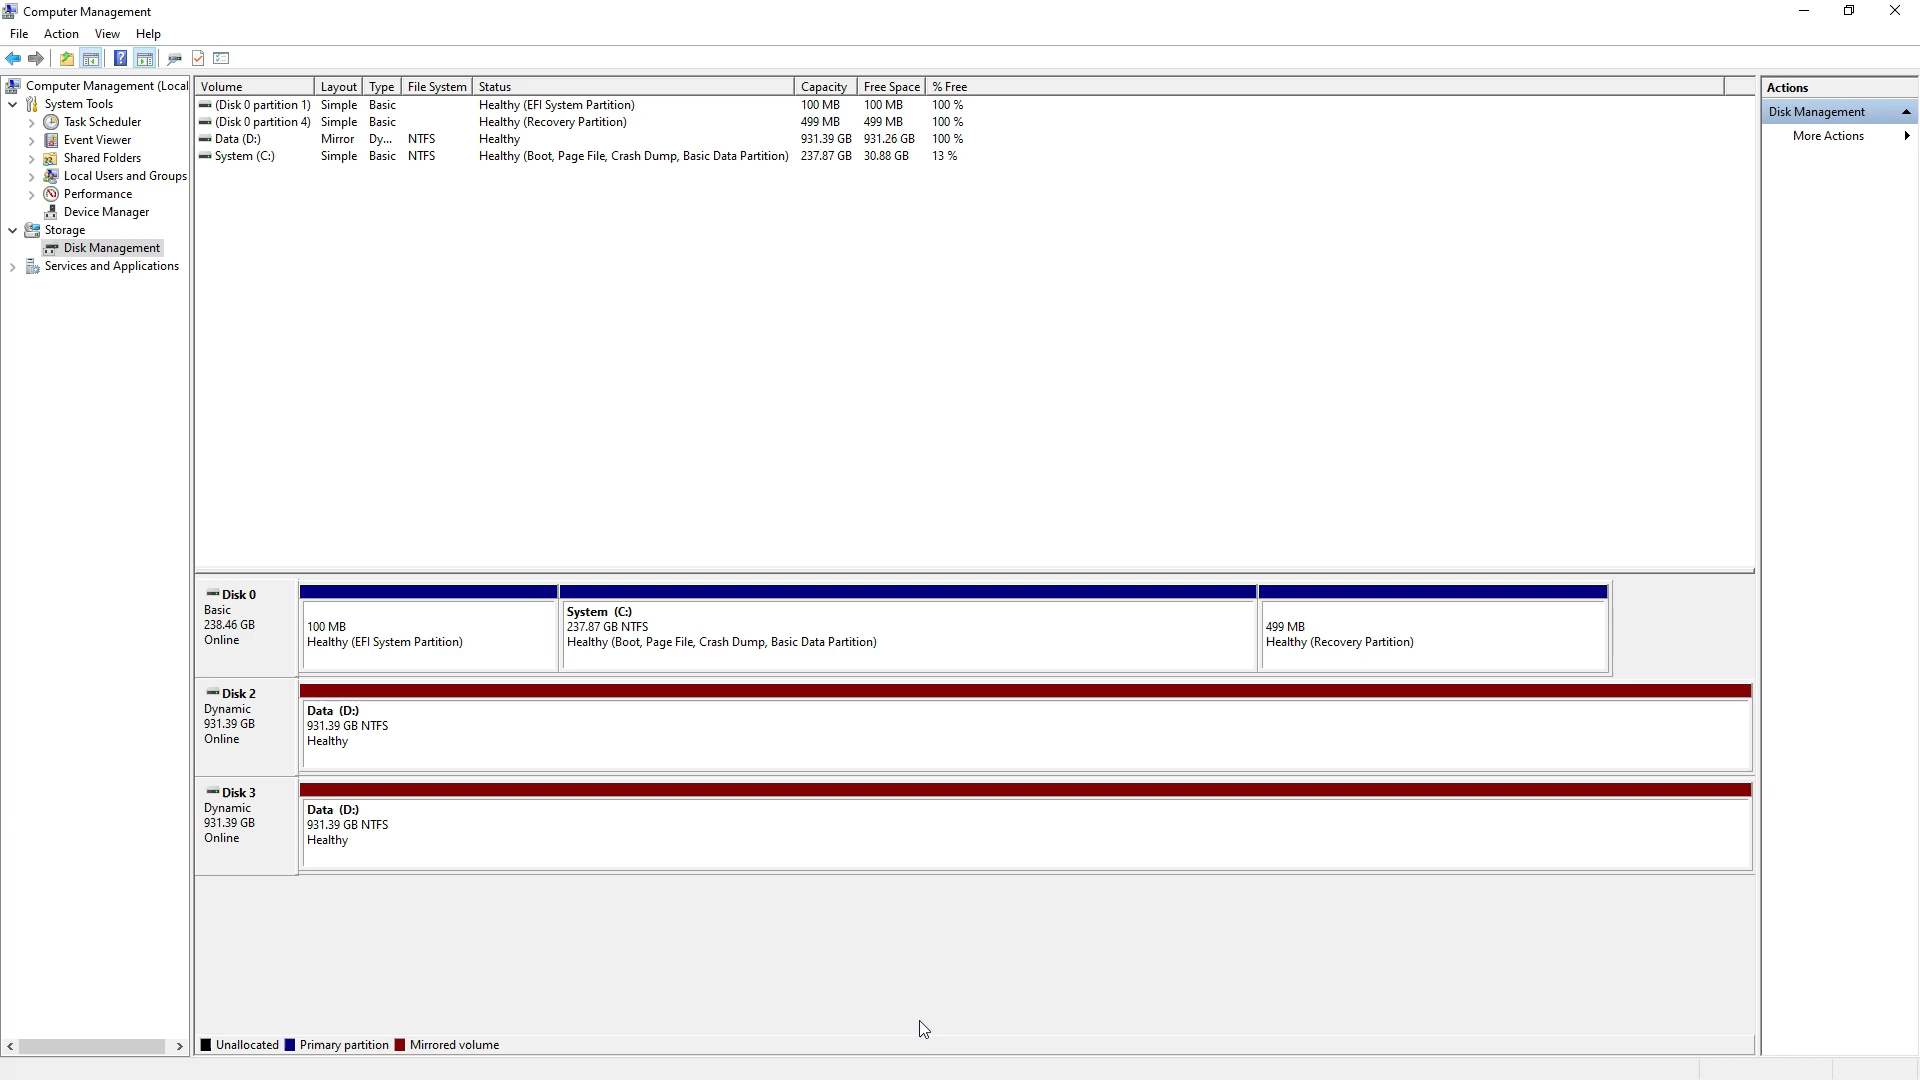 Computer Management
File Action View Help
Computer Management (Local
System Tools
Task Scheduler
Event Viewer
Shared Folders
Local Users and Groups
Performance
Device Manager
Storage
Disk Management
Services and Applications
Volume Layout Type File System Status Capacity Free Space % Free
(Disk 0 partition 1) Simple Basic Healthy (EFI System Partition) 100 MB 100 MB 100 %
(Disk 0 partition 4) Simple Basic Healthy (Recovery Partition) 499 MB 499 MB 100 %
Data (D:) Mirror Dy... NTFS Healthy 931.39 GB 931.26 GB 100 %
System (C:) Simple Basic NTFS Healthy (Boot, Page File, Crash Dump, Basic Data Partition) 237.87 GB 30.88 GB 13 %
Disk 0
Basic
238.46 GB
Online
100 MB
Healthy (EFI System Partition)
System (C:)
237.87 GB NTFS
Healthy (Boot, Page File, Crash Dump, Basic Data Partition)
499 MB
Healthy (Recovery Partition)
Disk 2
Dynamic
931.39 GB
Online
Data (D:)
931.39 GB NTFS
Healthy
Disk 3
Dynamic
931.39 GB
Online
Data (D:)
931.39 GB NTFS
Healthy
Unallocated Primary partition Mirrored volume
Actions
Disk Management
More Actions